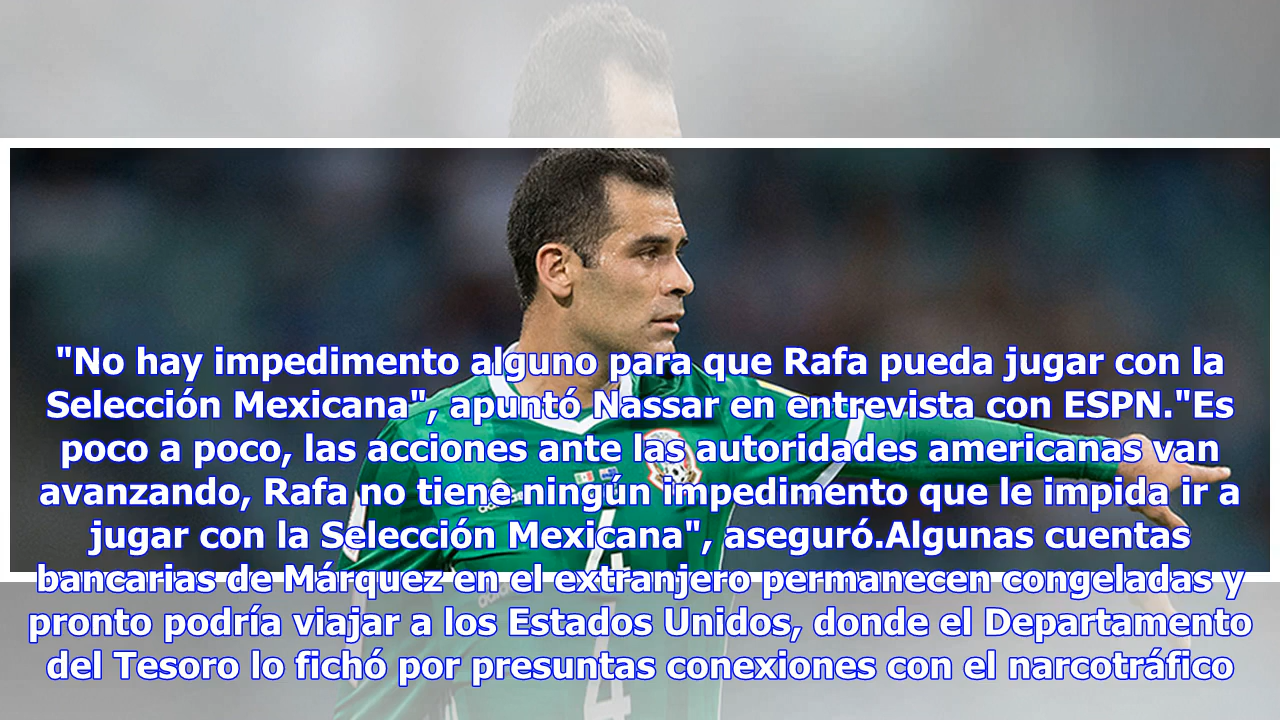 "No hay impedimento alguno para que Rafa pueda jugar con la
Selección Mexicana", apuntó Nassar en entrevista con ESPN."Es
poco a poco, las acciones ante las autoridades americanas van
avanzando, Rafa no tiene ningún impedimento que le impida ir a
jugar con la Selección Mexicana", aseguró.Algunas cuentas
bancarias de Márquez en el extranjero permanecen congeladas y
pronto podría viajar a los Estados Unidos, donde el Departamento
del Tesoro lo fichó por presuntas conexiones con el narcotráfico
4
4